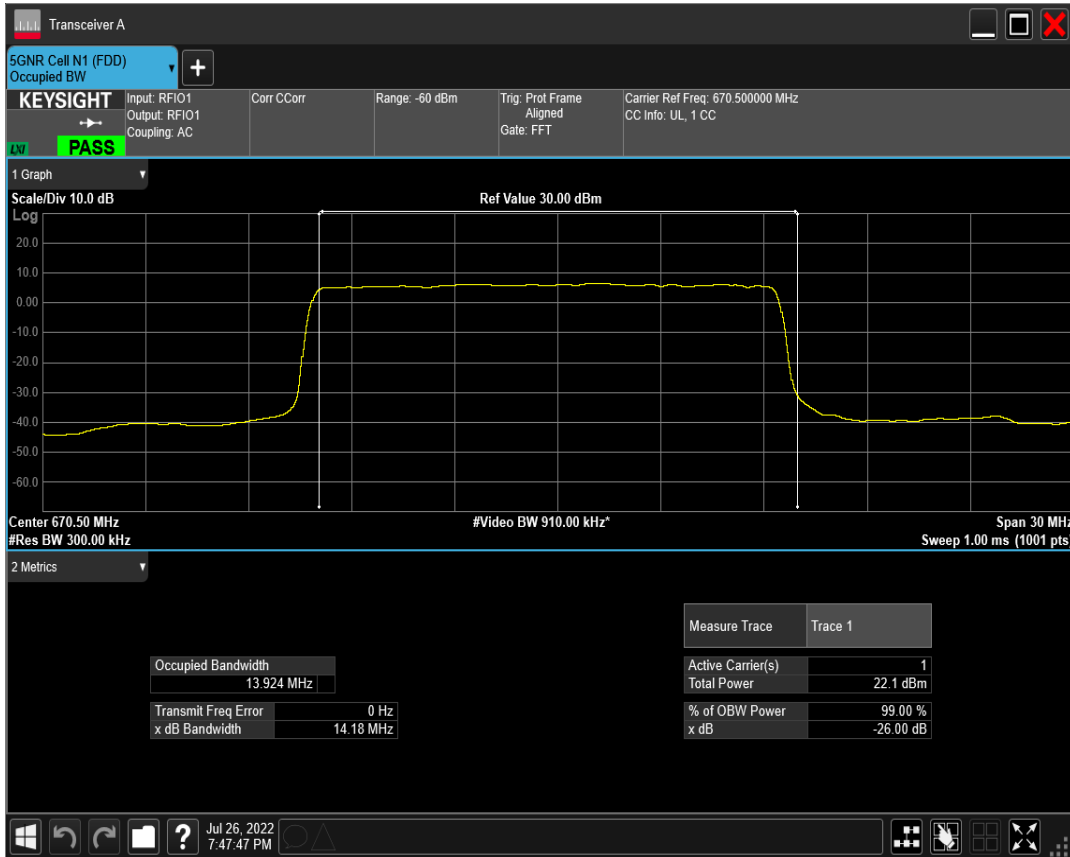 Transceiver A
5GNR Cell N1 (FDD)
Occupied BW
+
KEYSIGHT
LXI
PASS
Input: RFIO1
Output: RFIO1
Coupling: AC
Corr CCorr
Range: -60 dBm
Trig: Prot Frame
Aligned
Gate: FFT
Carrier Ref Freq: 670.500000 MHz
CC Info: UL, 1 CC
1 Graph
Scale/Div 10.0 dB
Ref Value 30.00 dBm
Log
20.0
10.0
0.00
-10.0
-20.0
-30.0
-40.0
-50.0
-60.0
Center 670.50 MHz
#Video BW 910.00 kHz*
Span 30 MHz
#Res BW 300.00 kHz
Sweep 1.00 ms (1001 pts)
2 Metrics
Measure Trace Trace 1
Occupied Bandwidth
13.924 MHz
Active Carrier(s) 1
Total Power 22.1 dBm
Transmit Freq Error 0 Hz
x dB Bandwidth 14.18 MHz
% of OBW Power 99.00 %
x dB -26.00 dB
?
Jul 26, 2022
7:47:47 PM